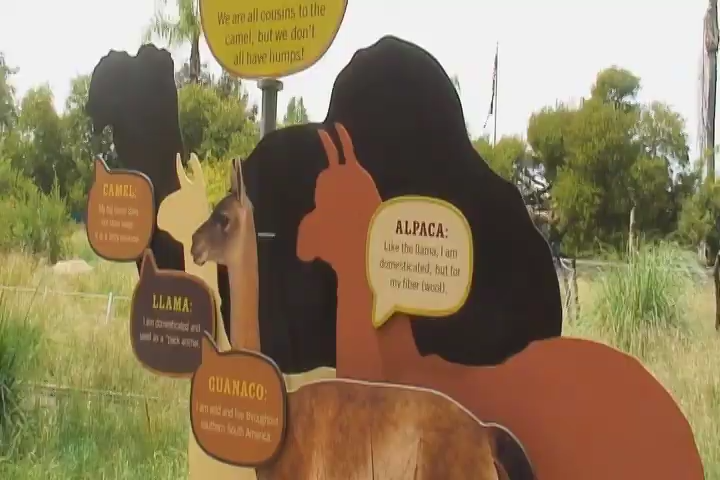 We are all cousins to the
camel, but we don't
all have humps!
CAMEL:
ALPACA:
Like the llama, I am
domesticated, but for
my fiber (wool).
LLAMA:
I am domesticated and
used as a "pack animal."
GUANACO:
I am wild and live throughout
southern South America.